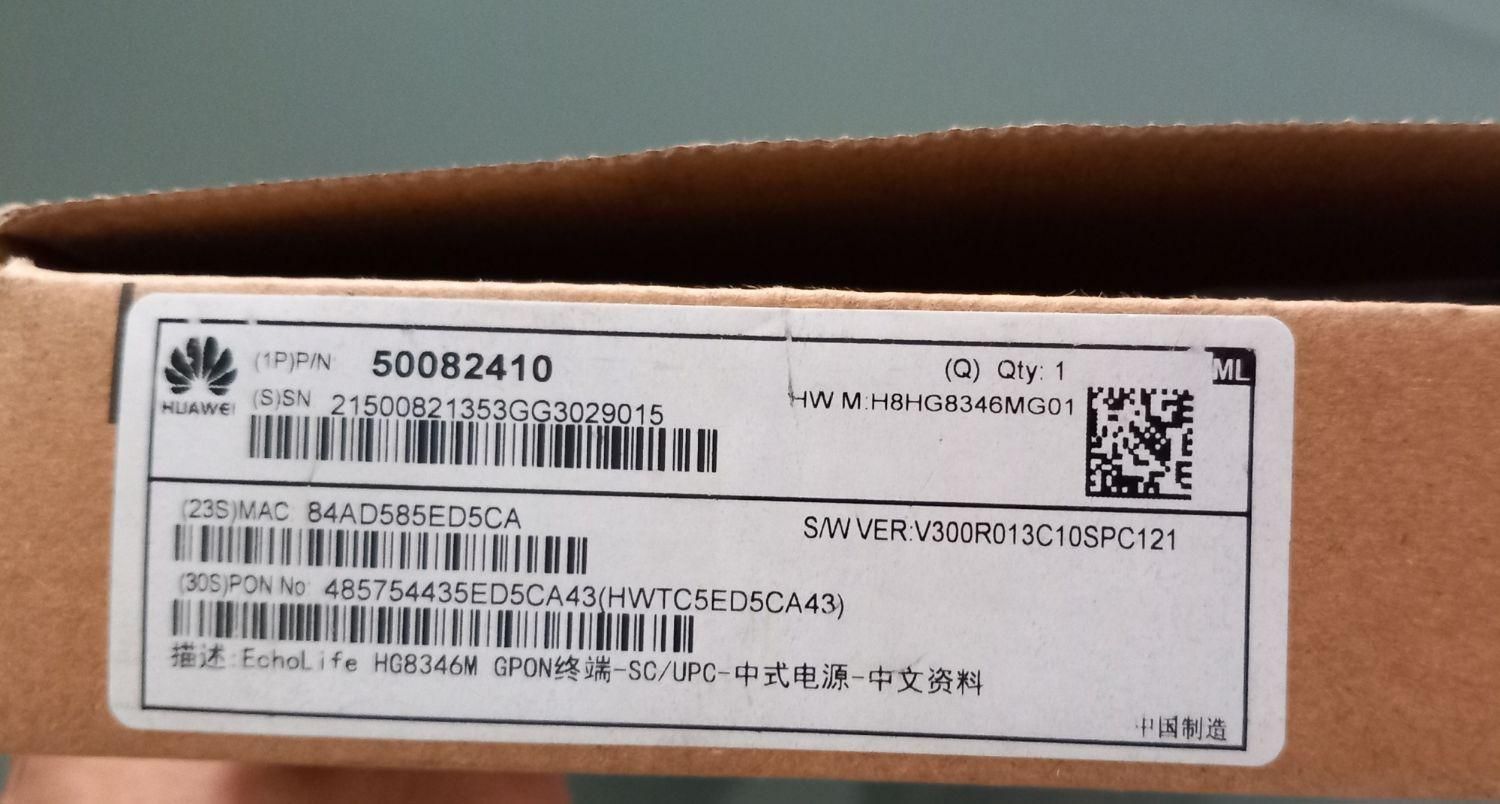 HUAWEI
(1P)P/N 50082410
(Q) Qty: 1
ML
(S)SN 21500821353GG3029015
HW M:H8HG8346MG01
(23S)MAC 84AD585ED5CA
S/W VER:V300R013C10SPC121
(30S)PON No: 485754435ED5CA43(HWTC5ED5CA43)
描述:EchoLife HG8346M GPON终端-SC/UPC-中式电源-中文资料
中国制造